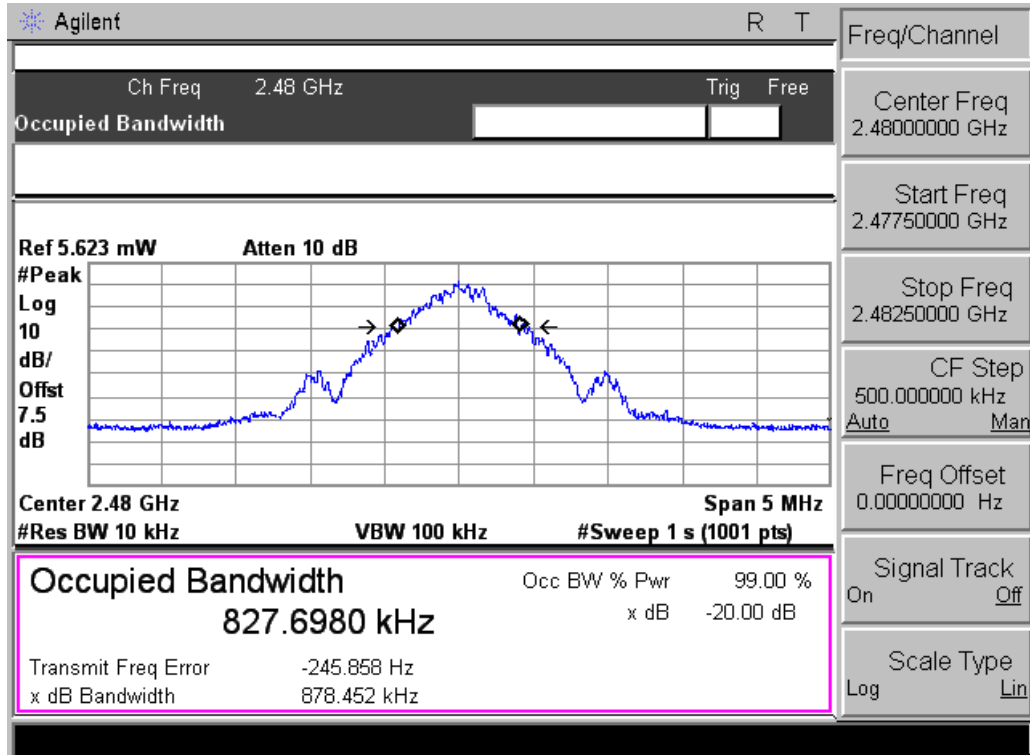 Agilent R T
Ch Freq 2.48 GHz Trig Free
Occupied Bandwidth
Ref 5.623 mW Atten 10 dB
#Peak
Log
10
dB/
Offst
7.5
dB
Center 2.48 GHz Span 5 MHz
#Res BW 10 kHz VBW 100 kHz #Sweep 1 s (1001 pts)
Occupied Bandwidth Occ BW % Pwr 99.00 %
827.6980 kHz x dB -20.00 dB
Transmit Freq Error -245.858 Hz
x dB Bandwidth 878.452 kHz
Freq/Channel
Center Freq
2.48000000 GHz
Start Freq
2.47750000 GHz
Stop Freq
2.48250000 GHz
CF Step
500.000000 kHz
Auto Man
Freq Offset
0.00000000 Hz
Signal Track
On Off
Scale Type
Log Lin